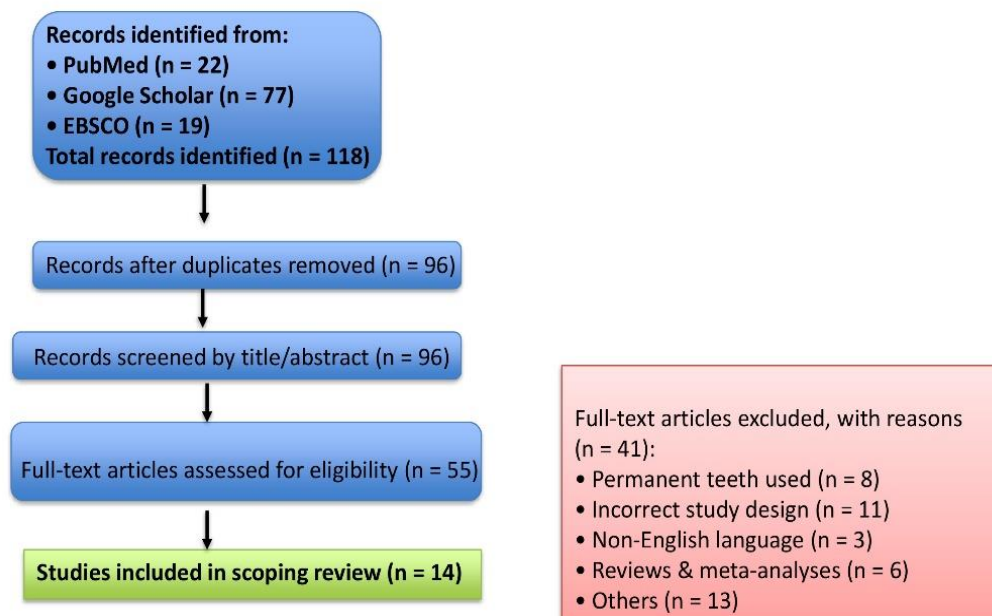 Records identified from:
• PubMed (n = 22)
• Google Scholar (n = 77)
• EBSCO (n = 19)
Total records identified (n = 118)
Records after duplicates removed (n = 96)
Records screened by title/abstract (n = 96)
Full-text articles assessed for eligibility (n = 55)
Studies included in scoping review (n = 14)
Full-text articles excluded, with reasons
(n = 41):
• Permanent teeth used (n = 8)
• Incorrect study design (n = 11)
• Non-English language (n = 3)
• Reviews & meta-analyses (n = 6)
• Others (n = 13)